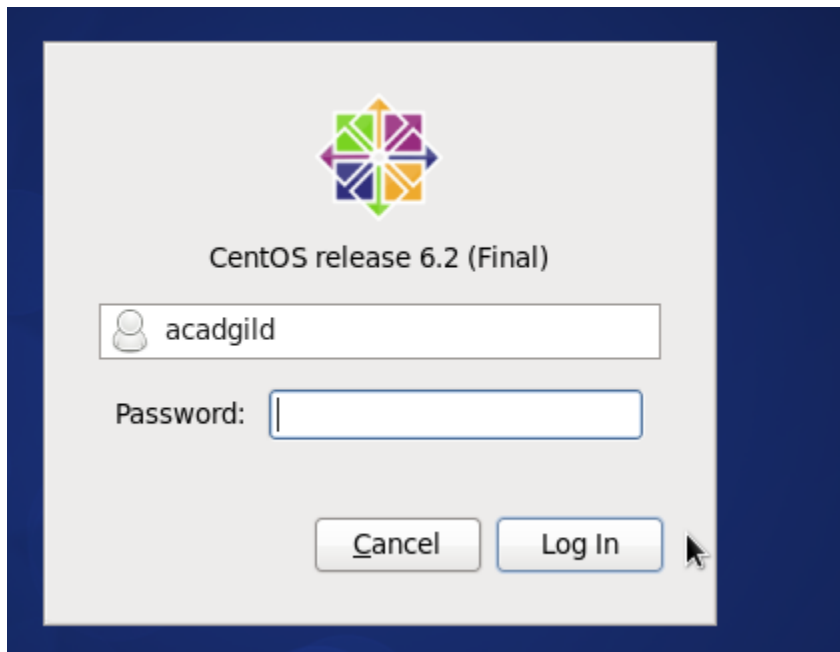 CentOS release 6.2 (Final)
acadgild
Password:
Cancel
Log In